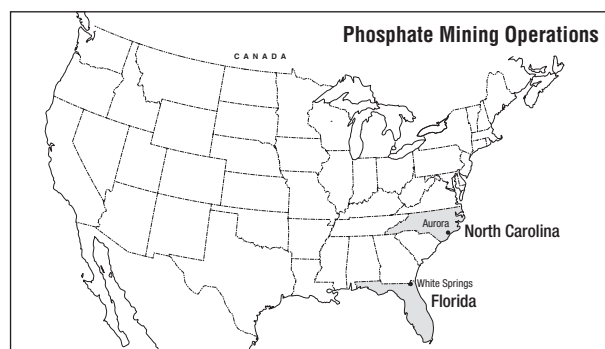 Phosphate Mining Operations
CANADA
Aurora
North Carolina
White Springs
Florida